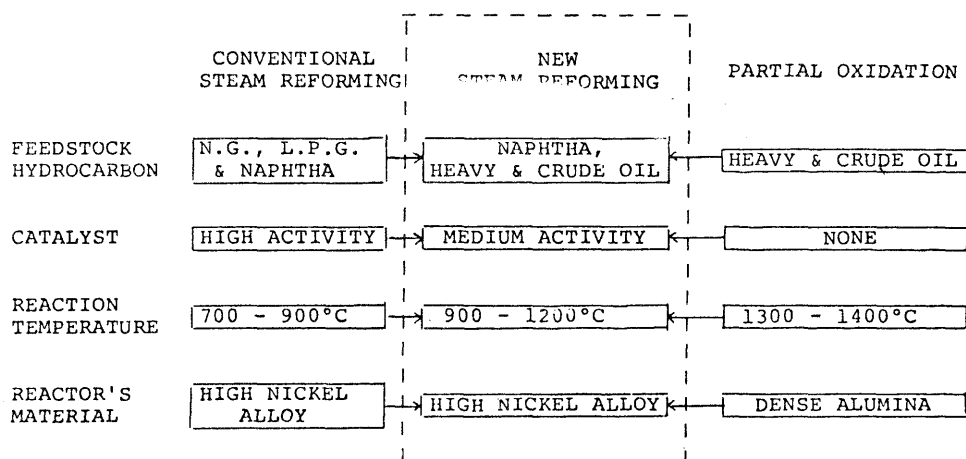 CONVENTIONAL
STEAM REFORMING
NEW
STEAM REFORMING
PARTIAL OXIDATION
FEEDSTOCK
HYDROCARBON
N.G., L.P.G.
& NAPHTHA
NAPHTHA,
HEAVY & CRUDE OIL
HEAVY & CRUDE OIL
CATALYST
HIGH ACTIVITY
MEDIUM ACTIVITY
NONE
REACTION
TEMPERATURE
700 - 900°C
900 - 1200°C
1300 - 1400°C
REACTOR'S
MATERIAL
HIGH NICKEL
ALLOY
HIGH NICKEL ALLOY
DENSE ALUMINA